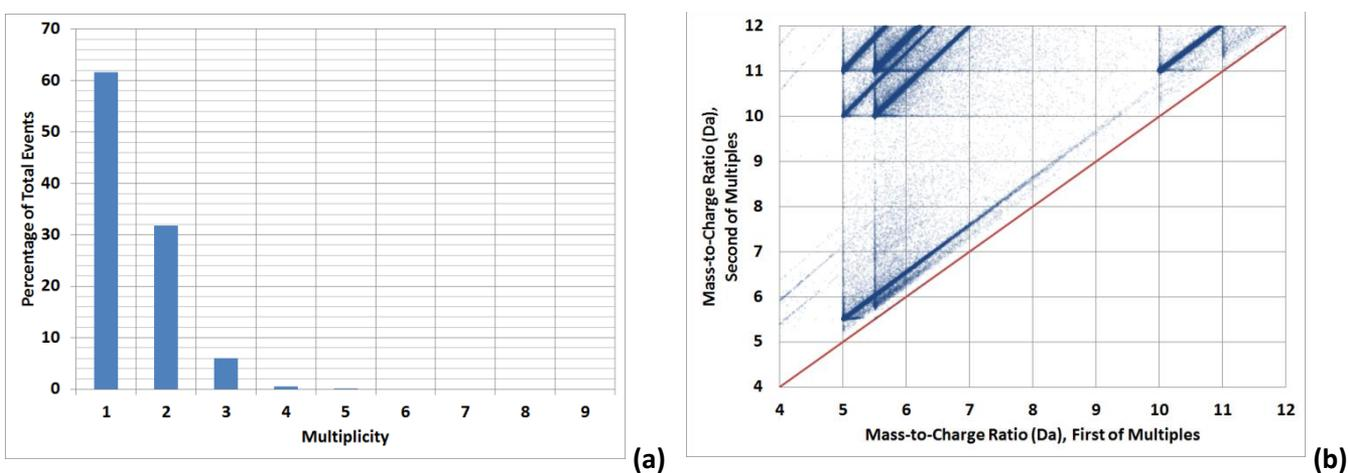 70
60
50
40
30
20
10
0
1 2 3 4 5 6 7 8 9
Percentage of Total Events
Multiplicity
(a)
12
11
10
9
8
7
6
5
4
4 5 6 7 8 9 10 11 12
Mass-to-Charge Ratio (Da),
Second of Multiples
Mass-to-Charge Ratio (Da), First of Multiples
(b)